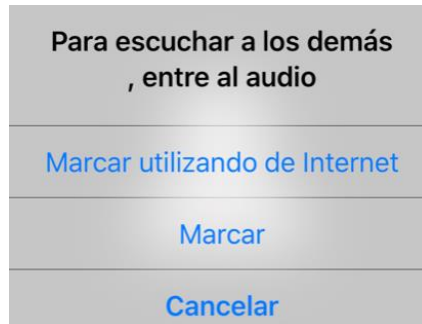 Para escuchar a los demás
, entre al audio
Marcar utilizando de Internet
Marcar
Cancelar